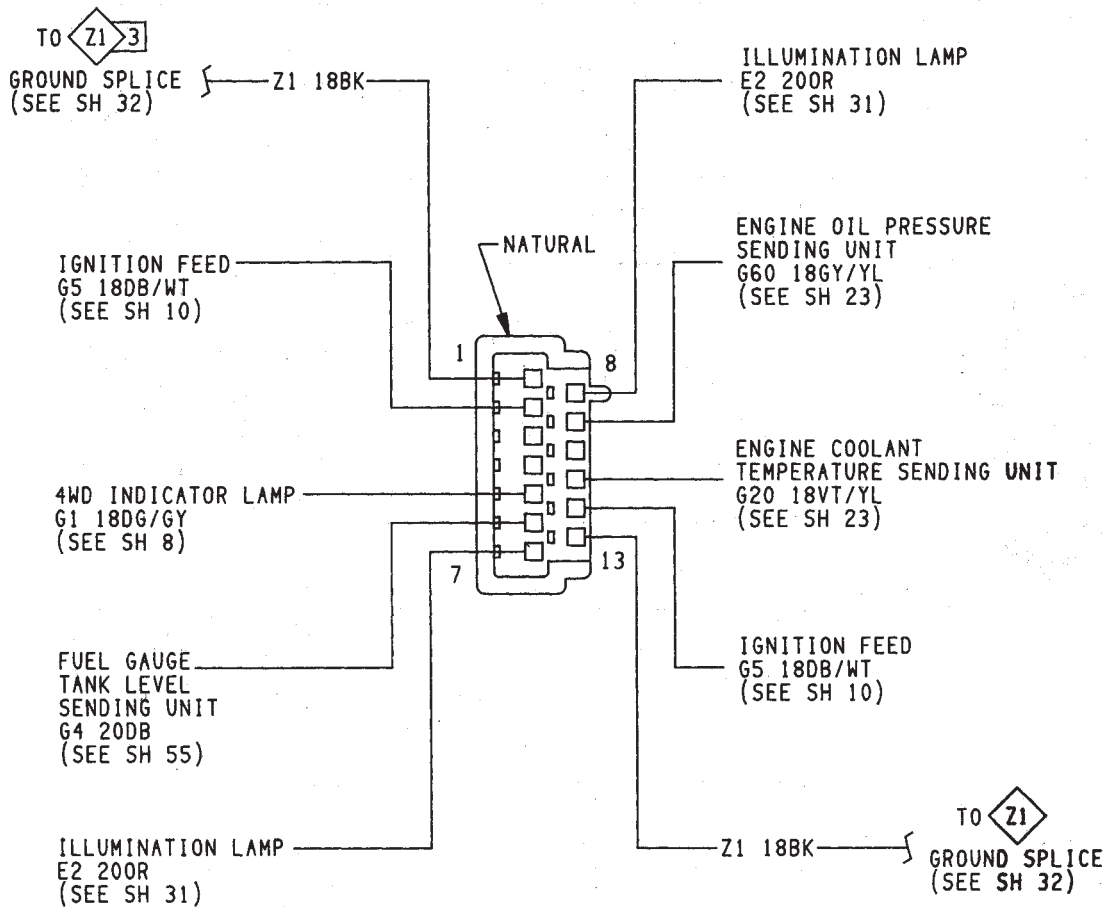 TO Z1 3
GROUND SPLICE
(SEE SH 32)
Z1 18BK
ILLUMINATION LAMP
E2 20OR
(SEE SH 31)
IGNITION FEED
G5 18DB/WT
(SEE SH 10)
NATURAL
ENGINE OIL PRESSURE
SENDING UNIT
G60 18GY/YL
(SEE SH 23)
1
8
4WD INDICATOR LAMP
G1 18DG/GY
(SEE SH 8)
ENGINE COOLANT
TEMPERATURE SENDING UNIT
G20 18VT/YL
(SEE SH 23)
7
13
FUEL GAUGE
TANK LEVEL
SENDING UNIT
G4 20DB
(SEE SH 55)
IGNITION FEED
G5 18DB/WT
(SEE SH 10)
ILLUMINATION LAMP
E2 20OR
(SEE SH 31)
Z1 18BK
TO Z1
GROUND SPLICE
(SEE SH 32)